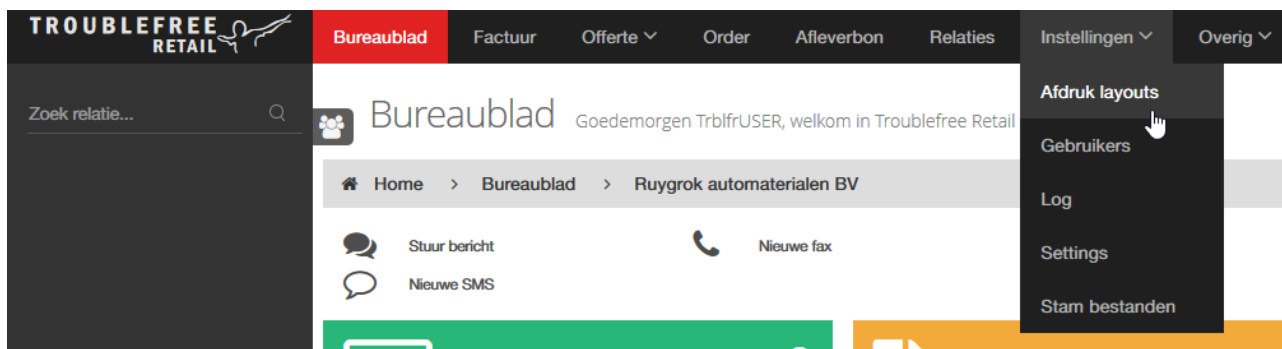 TROUBLEFREE
RETAIL
Bureaublad Factuur Offerte Order Afleverbon Relaties Instellingen Overig
Zoek relatie...
Bureaublad Goedemorgen TrblfrUSER, welkom in Troublefree Retail
Home > Bureaublad > Ruygrok automaterialen BV
Stuur bericht Nieuwe fax
Nieuwe SMS
Afdruk layouts
Gebruikers
Log
Settings
Stam bestanden